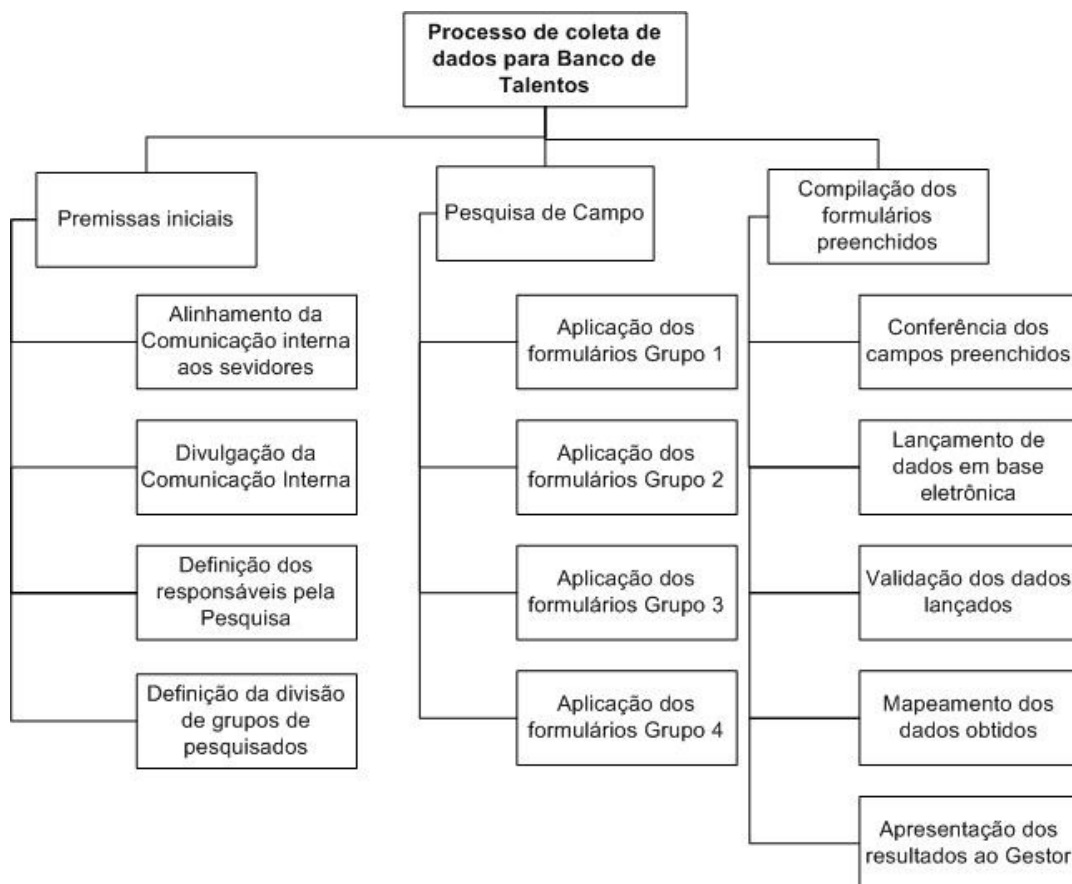 Processo de coleta de
dados para Banco de
Talentos
Premissas iniciais
Alinhamento da
Comunicação interna
aos sevidores
Divulgação da
Comunicação Interna
Definição dos
responsáveis pela
Pesquisa
Definição da divisão
de grupos de
pesquisados
Pesquisa de Campo
Aplicação dos
formulários Grupo 1
Aplicação dos
formulários Grupo 2
Aplicação dos
formulários Grupo 3
Aplicação dos
formulários Grupo 4
Compilação dos
formulários
preenchidos
Conferência dos
campos preenchidos
Lançamento de
dados em base
eletrônica
Validação dos dados
lançados
Mapeamento dos
dados obtidos
Apresentação dos
resultados ao Gestor